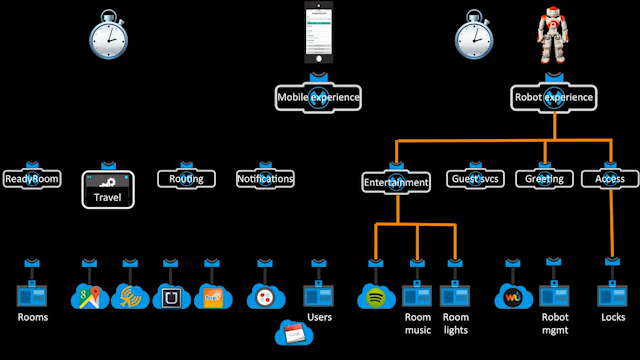 Mobile experience
Robot experience
ReadyRoom
Travel
Routing
Notifications
Entertainment
Guest svcs
Greeting
Access
Rooms
Users
Room
music
Room
lights
Robot
mgmt
Locks